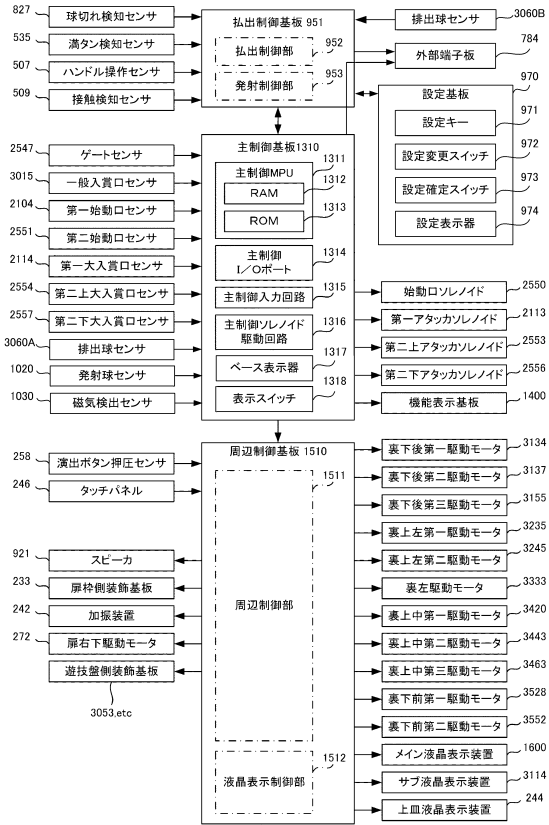 827
球切れ検知センサ
535
満タン検知センサ
507
ハンドル操作センサ
509
接触検知センサ
払出制御基板 951
払出制御部
952
発射制御部
953
排出球センサ
3060B
外部端子板
784
設定基板
970
設定キー
971
設定変更スイッチ
972
設定確定スイッチ
973
設定表示器
974
2547
ゲートセンサ
3015
一般入賞口センサ
2104
第一始動口センサ
2551
第二始動口センサ
2114
第一大入賞口センサ
2554
第二上大入賞口センサ
2557
第二下大入賞口センサ
3060A
排出球センサ
1020
発射球センサ
1030
磁気検出センサ
主制御基板1310
主制御MPU
1311
RAM
1312
ROM
1313
主制御
I/Oポート
1314
主制御入力回路
1315
主制御ソレノイド
駆動回路
1316
ベース表示器
1317
表示スイッチ
1318
始動口ソレノイド
2550
第一アタッカソレノイド
2113
第二上アタッカソレノイド
2553
第二下アタッカソレノイド
2556
機能表示基板
1400
258
演出ボタン押圧センサ
246
タッチパネル
921
スピーカ
233
扉枠側装飾基板
242
加振装置
272
扉右下駆動モータ
遊技盤側装飾基板
3053,etc
周辺制御基板 1510
1511
周辺制御部
1512
液晶表示制御部
裏下後第一駆動モータ
3134
裏下後第二駆動モータ
3137
裏下後第三駆動モータ
3155
裏上左第一駆動モータ
3235
裏上左第二駆動モータ
3245
裏左駆動モータ
3333
裏上中第一駆動モータ
3420
裏上中第二駆動モータ
3443
裏上中第三駆動モータ
3463
裏下前第一駆動モータ
3528
裏下前第二駆動モータ
3552
メイン液晶表示装置
1600
サブ液晶表示装置
3114
上皿液晶表示装置
244